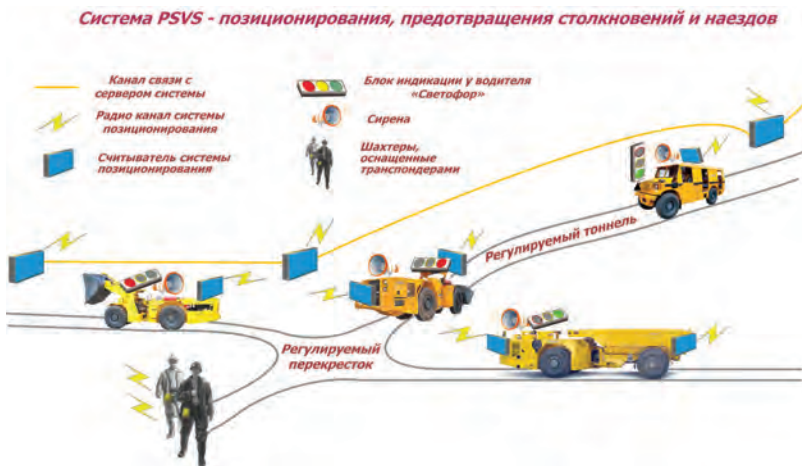 Система PSVS - позиционирования, предотвращения столкновений и наездов
Канал связи с
сервером системы
Радио канал системы
позиционирования
Считыватель системы
позиционирования
Блок индикации у водителя
«Светофор»
Сирена
Шахтеры,
оснащенные
транспондерами
Регулируемый тоннель
Регулируемый
перекресток